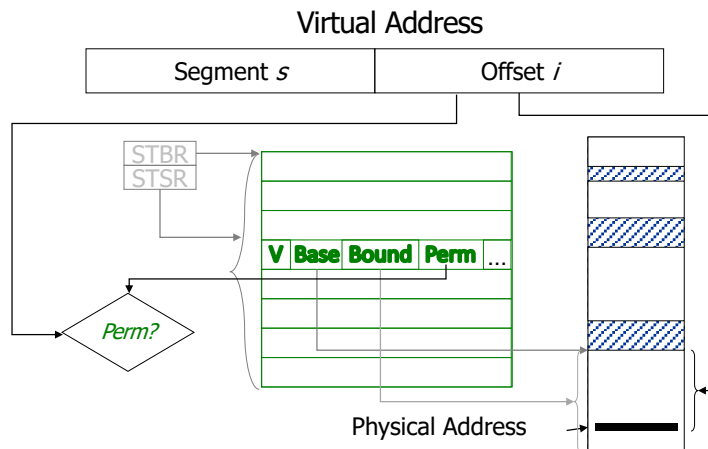 Virtual Address
Segment s
Offset i
STBR
STSR
V Base Bound Perm ...
Perm?
Physical Address